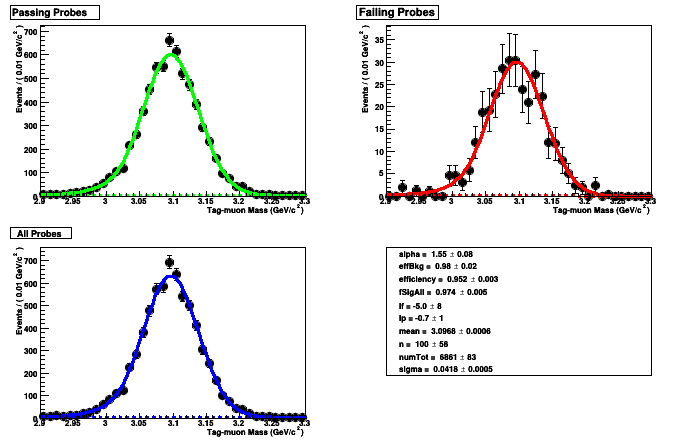 Passing Probes
Events / ( 0.01 GeV/c² )
700
600
500
400
300
200
100
0
2.9 2.95 3 3.05 3.1 3.15 3.2 3.25 3.3
Tag-muon Mass (GeV/c²)
Failing Probes
Events / ( 0.01 GeV/c² )
35
30
25
20
15
10
5
0
2.9 2.95 3 3.05 3.1 3.15 3.2 3.25 3.3
Tag-muon Mass (GeV/c²)
All Probes
Events / ( 0.01 GeV/c² )
700
600
500
400
300
200
100
0
2.9 2.95 3 3.05 3.1 3.15 3.2 3.25 3.3
Tag-muon Mass (GeV/c²)
alpha = 1.55 ± 0.08
effBkg = 0.98 ± 0.02
efficiency = 0.952 ± 0.003
fSigAll = 0.974 ± 0.005
lf = -5.0 ± 8
lp = -0.7 ± 1
mean = 3.0968 ± 0.0006
n = 100 ± 58
numTot = 6861 ± 83
sigma = 0.0418 ± 0.0005